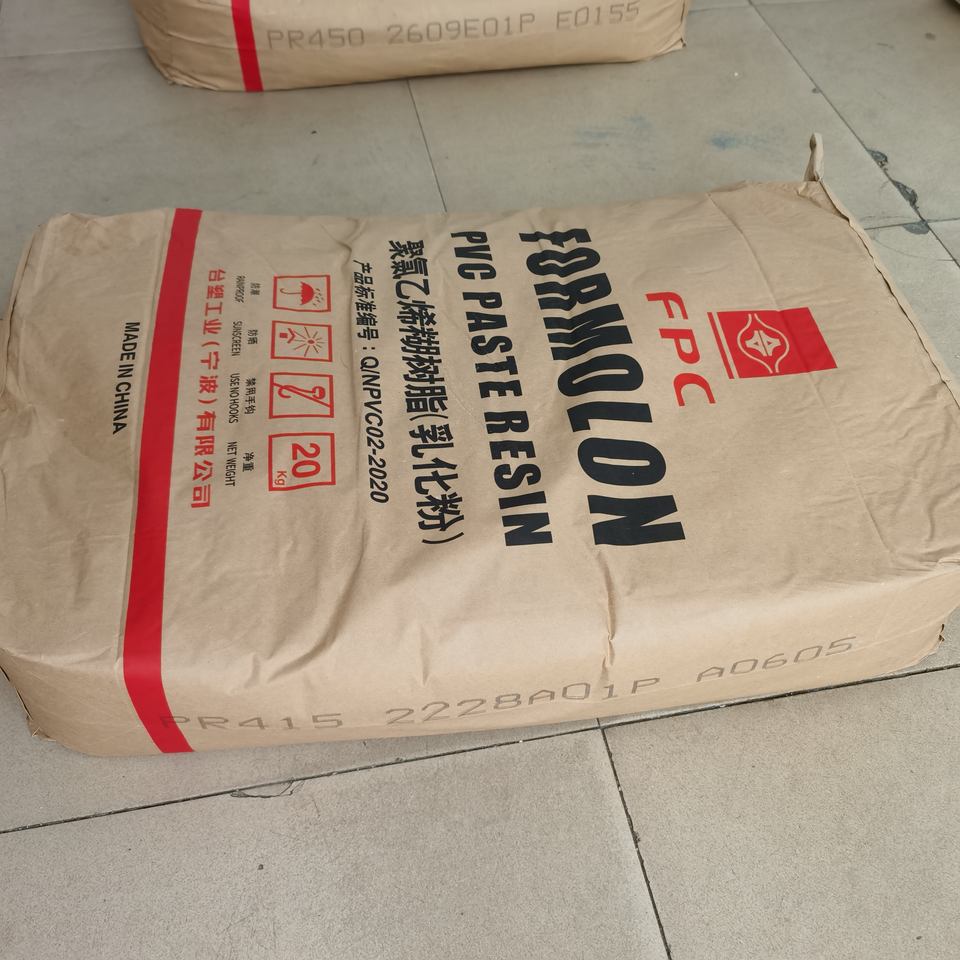 PR450 2609E01P E0155
FPC
FORMOLON
PVC PASTE RESIN
聚氯乙烯糊树脂(乳化粉)
产品标准编号：Q/NPVC02-2020
20
Kg
防潮 防晒 禁用手钩 净重
RAINPROOF SUNSCREEN USE NO HOOKS NET WEIGHT
台塑工业(宁波)有限公司
MADE IN CHINA
PR415 2228A01P A0605